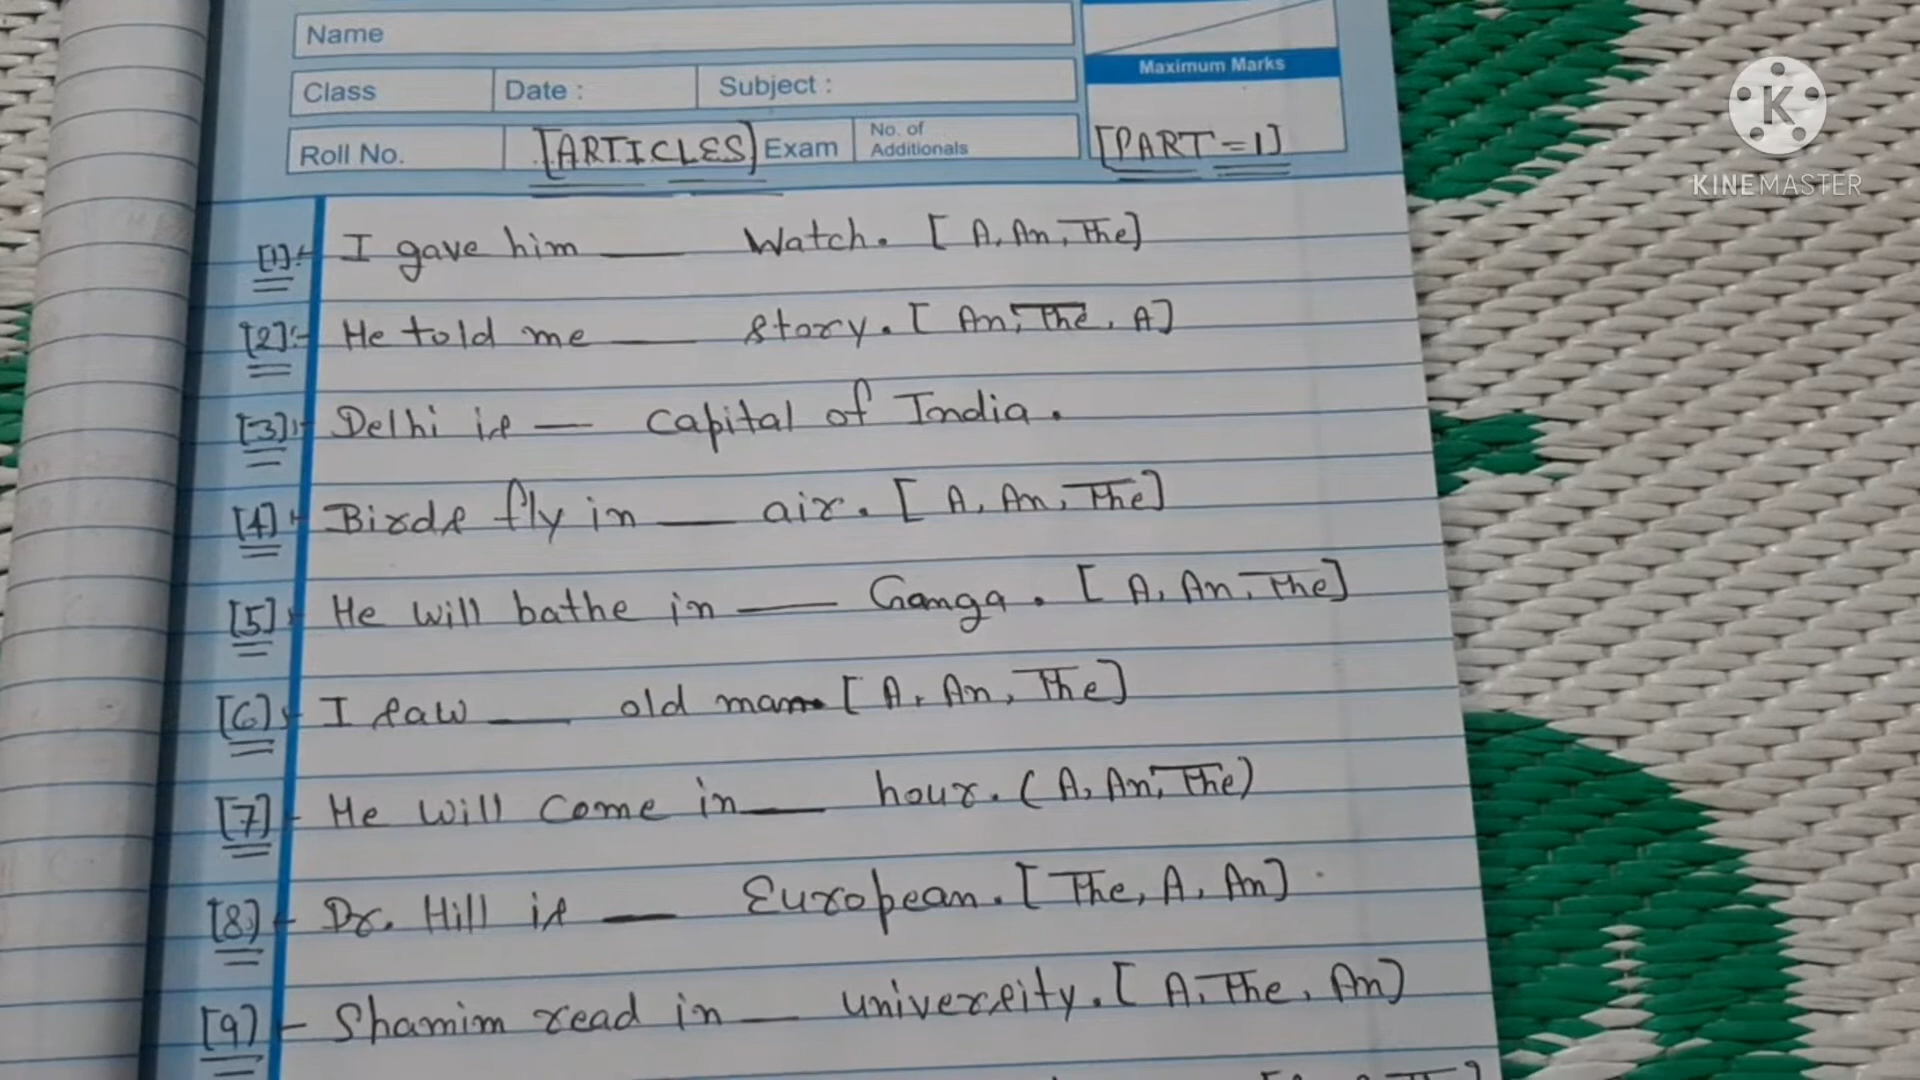 Name
Maximum Marks
Class Date : Subject :
Roll No. [ARTICLES] Exam No. of Additionals [PART=1]
K
KINEMASTER
[1]:- I gave him ___ Watch. [A, An, The]
[2]:- He told me ___ story. [An, The, A]
[3]:- Delhi is — capital of India.
[4]:- Birds fly in ___ air. [A, An, The]
[5]:- He will bathe in ___ Ganga. [A, An, The]
[6]:- I saw ___ old man. [A, An, The]
[7]:- He will come in ___ hour. (A, An, The)
[8]:- Dr. Hill is ___ European. [The, A, An]
[9]:- Shamim read in ___ university. [A, The, An]